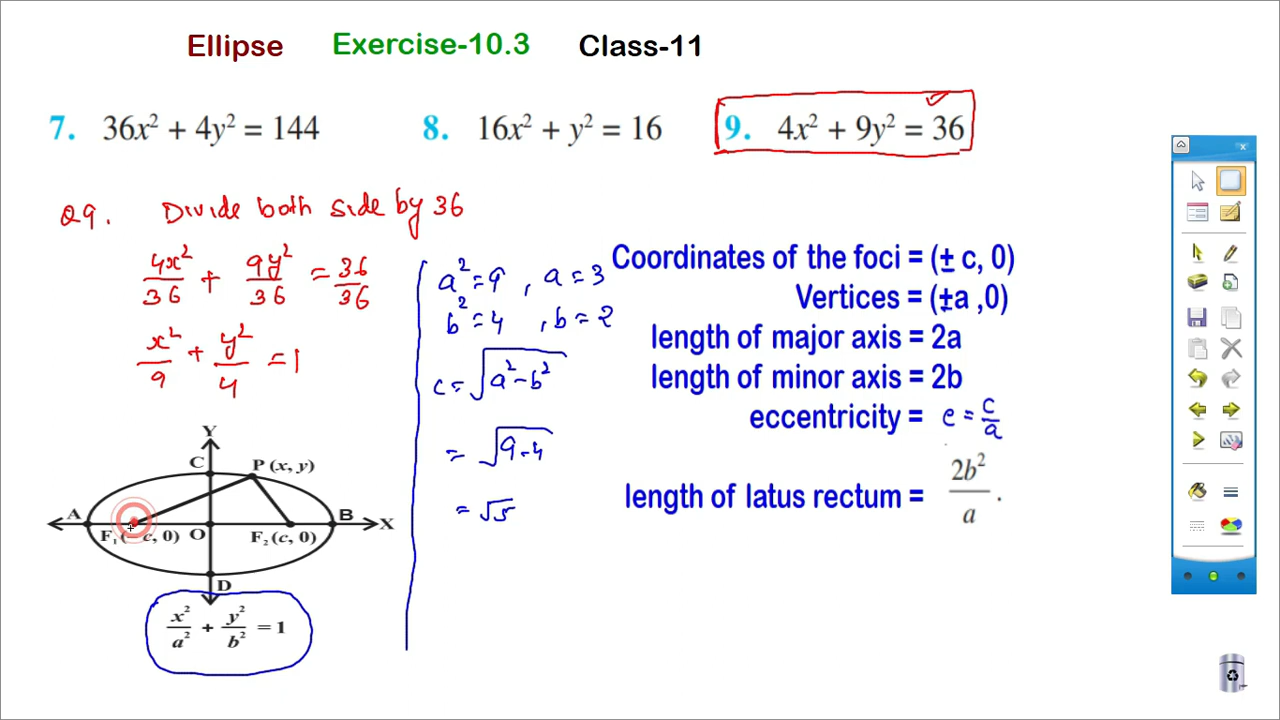 Ellipse Exercise-10.3 Class-11
7. 36x² + 4y² = 144 8. 16x² + y² = 16 9. 4x² + 9y² = 36
Q9. Divide both side by 36
4x²/36 + 9y²/36 = 36/36
x²/9 + y²/4 = 1
Y
C P (x, y)
A B X
F₁(– c, 0) O F₂(c, 0)
D
x²/a² + y²/b² = 1
a² = 9 , a = 3
b² = 4 , b = 2
c = √(a² – b²)
= √(9 – 4)
= √5
Coordinates of the foci = (± c, 0)
Vertices = (±a ,0)
length of major axis = 2a
length of minor axis = 2b
eccentricity = e = c/a
length of latus rectum = 2b²/a .